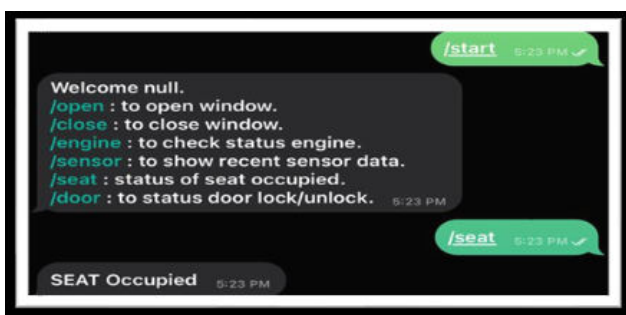 /start 5:23 PM
Welcome null.
/open : to open window.
/close : to close window.
/engine : to check status engine.
/sensor : to show recent sensor data.
/seat : status of seat occupied.
/door : to status door lock/unlock. 5:23 PM
/seat 5:23 PM
SEAT Occupied 5:23 PM